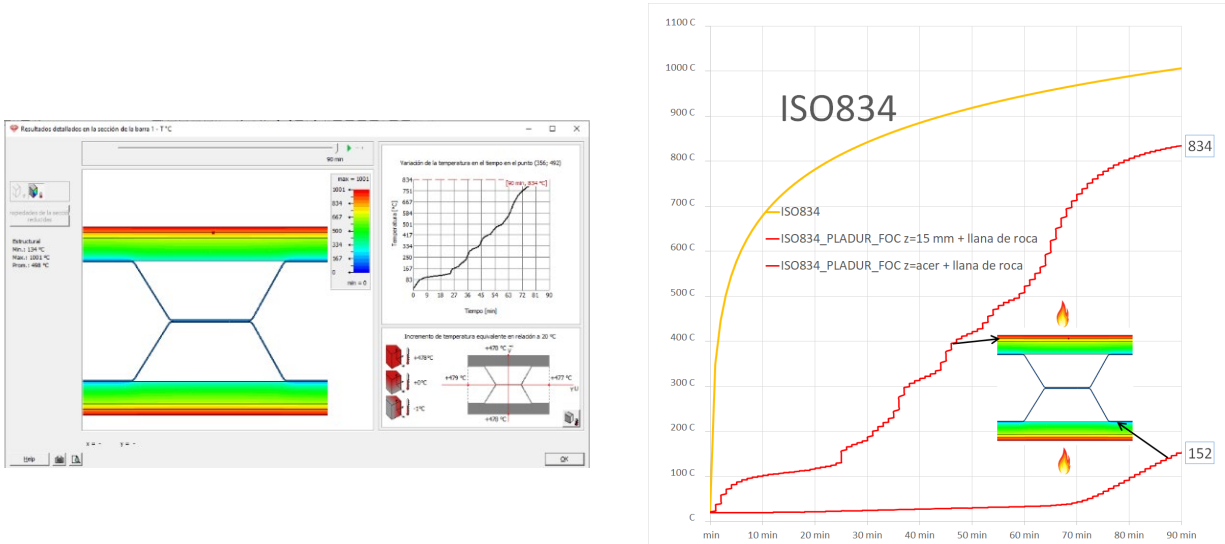 Resultados detallados en la sección de la barra 1 - T °C
90 min
Estructural
Min.: 134 °C
Max.: 1001 °C
Prom.: 468 °C
max = 1001
1001
834
667
500
334
167
0
min = 0
Variación de la temperatura en el tiempo en el punto (356; 492)
[90 min, 834 °C]
Temperatura [°C]
834
751
667
584
500
417
334
250
167
83
0 9 18 27 36 45 54 63 72 81 90
Tiempo [min]
Incremento de temperatura equivalente en relación a 20 °C
+478°C
+0°C
-1°C
+478 °C
+479 °C
+477 °C
+478 °C
x = - y = -
Help
OK
1100 C
1000 C
900 C
800 C
700 C
600 C
500 C
400 C
300 C
200 C
100 C
C
ISO834
834
ISO834
ISO834_PLADUR_FOC z=15 mm + llana de roca
ISO834_PLADUR_FOC z=acer + llana de roca
152
min 10 min 20 min 30 min 40 min 50 min 60 min 70 min 80 min 90 min